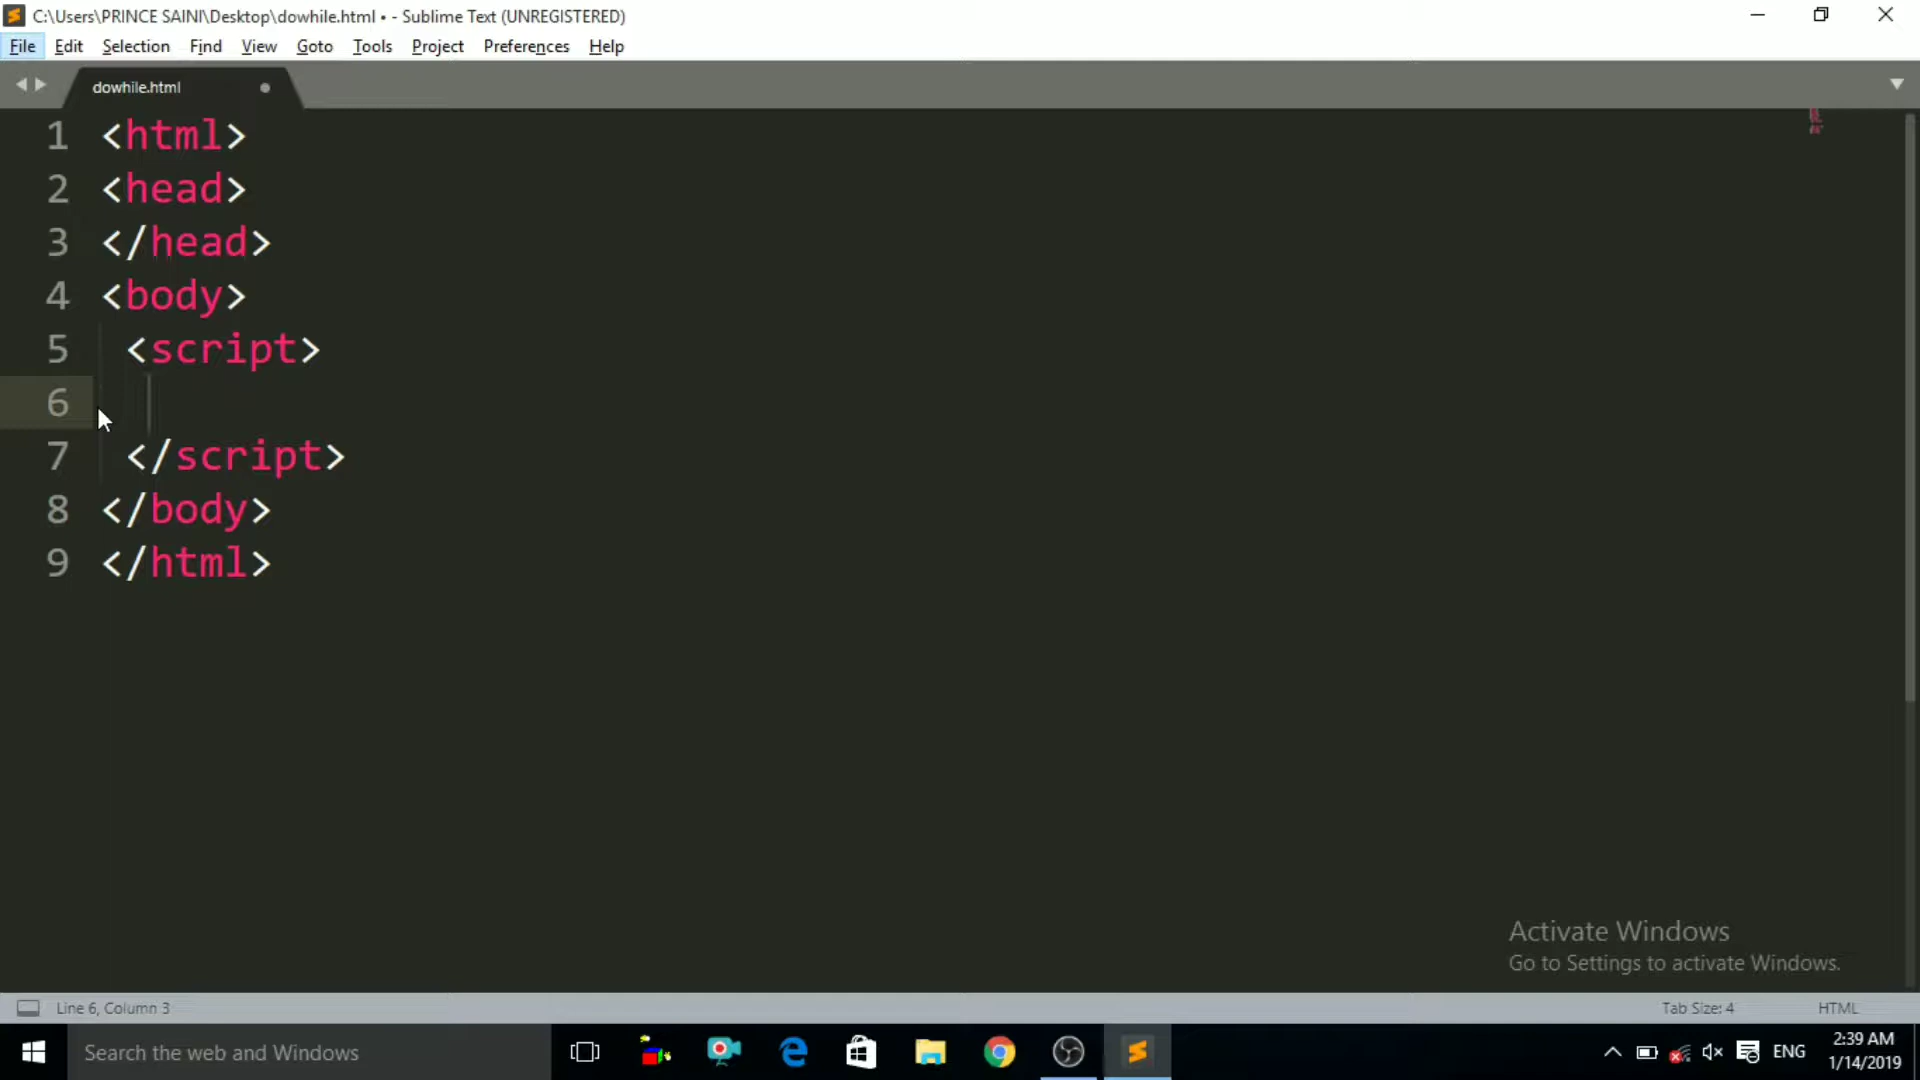 C:\Users\PRINCE SAINI\Desktop\dowhile.html • - Sublime Text (UNREGISTERED)
File Edit Selection Find View Goto Tools Project Preferences Help
dowhile.html
1 <html>
2 <head>
3 </head>
4 <body>
5 <script>
6
7 </script>
8 </body>
9 </html>
Activate Windows
Go to Settings to activate Windows.
Line 6, Column 3 Tab Size: 4 HTML
Search the web and Windows ENG 2:39 AM
1/14/2019